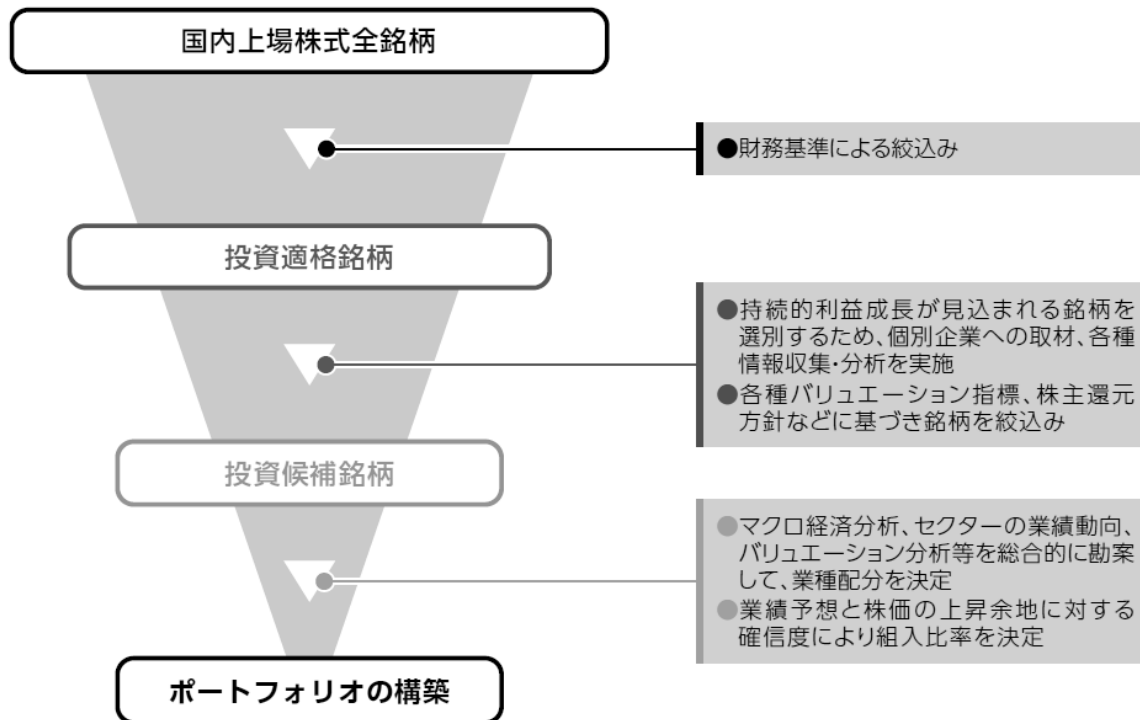 国内上場株式全銘柄
●財務基準による絞込み
投資適格銘柄
●持続的利益成長が見込まれる銘柄を
選別するため、個別企業への取材、各種
情報収集・分析を実施
●各種バリュエーション指標、株主還元
方針などに基づき銘柄を絞込み
投資候補銘柄
●マクロ経済分析、セクターの業績動向、
バリュエーション分析等を総合的に勘案
して、業種配分を決定
●業績予想と株価の上昇余地に対する
確信度により組入比率を決定
ポートフォリオの構築